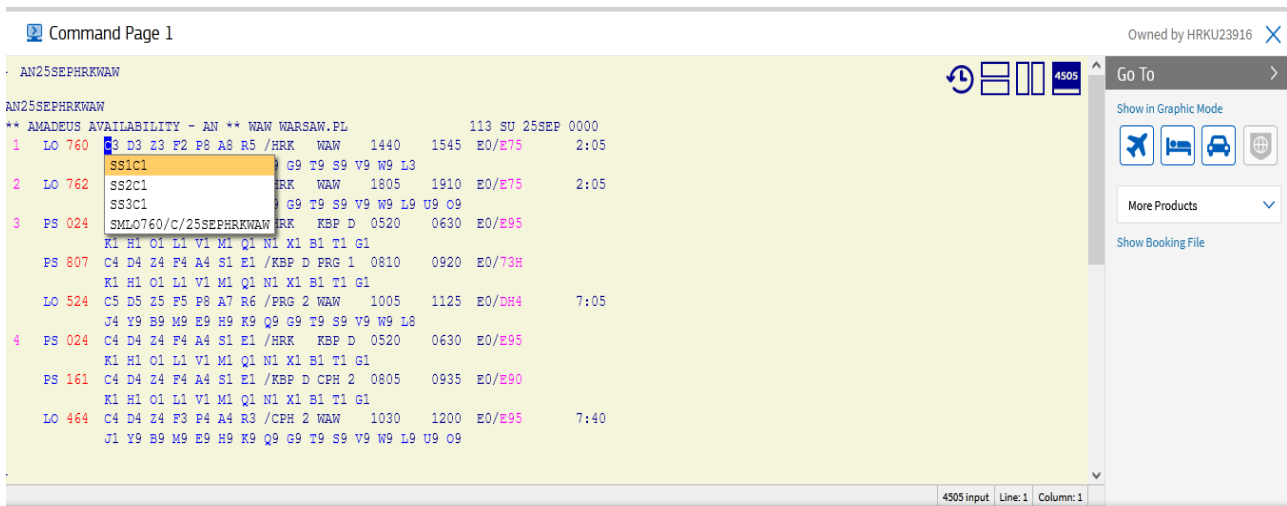 Command Page 1
Owned by HRKU23916
AN25SEPHRKWAW
4505
AN25SEPHRKWAW
** AMADEUS AVAILABILITY - AN ** WAW WARSAW.PL 113 SU 25SEP 0000
1 LO 760 C3 D3 Z3 F2 P8 A8 R5 /HRK WAW 1440 1545 E0/E75 2:05
G9 T9 S9 V9 W9 L3
2 LO 762 HRK WAW 1805 1910 E0/E75 2:05
G9 T9 S9 V9 W9 L9 U9 O9
3 PS 024 HRK KBP D 0520 0630 E0/E95
K1 H1 O1 L1 V1 M1 Q1 N1 X1 B1 T1 G1
PS 807 C4 D4 Z4 F4 A4 S1 E1 /KBP D PRG 1 0810 0920 E0/73H
K1 H1 O1 L1 V1 M1 Q1 N1 X1 B1 T1 G1
LO 524 C5 D5 Z5 F5 P8 A7 R6 /PRG 2 WAW 1005 1125 E0/DH4 7:05
J4 Y9 B9 M9 E9 H9 K9 Q9 G9 T9 S9 V9 W9 L8
4 PS 024 C4 D4 Z4 F4 A4 S1 E1 /HRK KBP D 0520 0630 E0/E95
K1 H1 O1 L1 V1 M1 Q1 N1 X1 B1 T1 G1
PS 161 C4 D4 Z4 F4 A4 S1 E1 /KBP D CPH 2 0805 0935 E0/E90
K1 H1 O1 L1 V1 M1 Q1 N1 X1 B1 T1 G1
LO 464 C4 D4 Z4 F3 P4 A4 R3 /CPH 2 WAW 1030 1200 E0/E95 7:40
J1 Y9 B9 M9 E9 H9 K9 Q9 G9 T9 S9 V9 W9 L9 U9 O9
SS1C1
SS2C1
SS3C1
SMLO760/C/25SEPHRKWAW
Go To
Show in Graphic Mode
More Products
Show Booking File
4505 input Line: 1 Column: 1